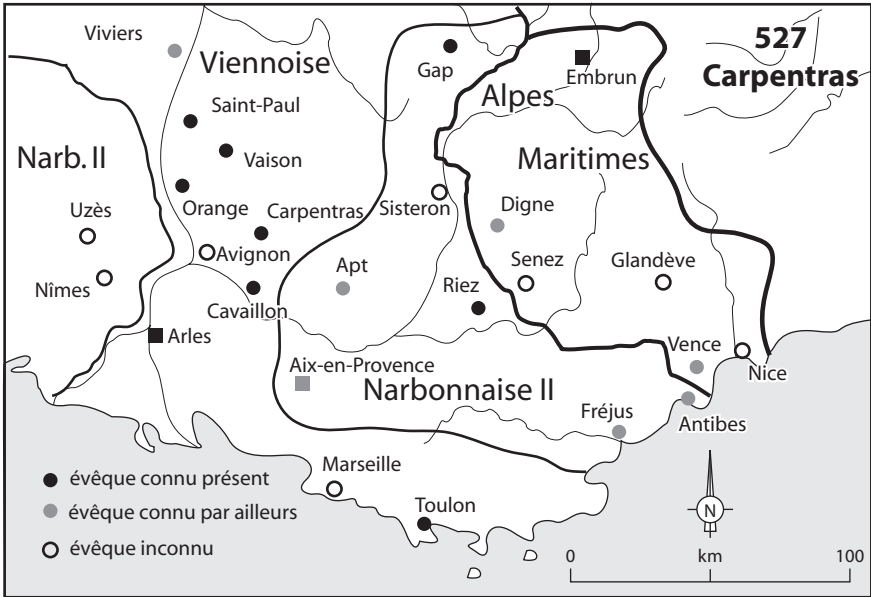 527
Carpentras
Viviers
Viennoise
Gap
Embrun
Alpes
Saint-Paul
Narb. II
Vaison
Maritimes
Orange
Carpentras
Sisteron
Digne
Uzès
Avignon
Apt
Senez
Glandève
Nîmes
Cavaillon
Riez
Arles
Aix-en-Provence
Vence
Nice
Narbonnaise II
Fréjus
Antibes
Marseille
Toulon
évêque connu présent
évêque connu par ailleurs
évêque inconnu
N
0 km 100